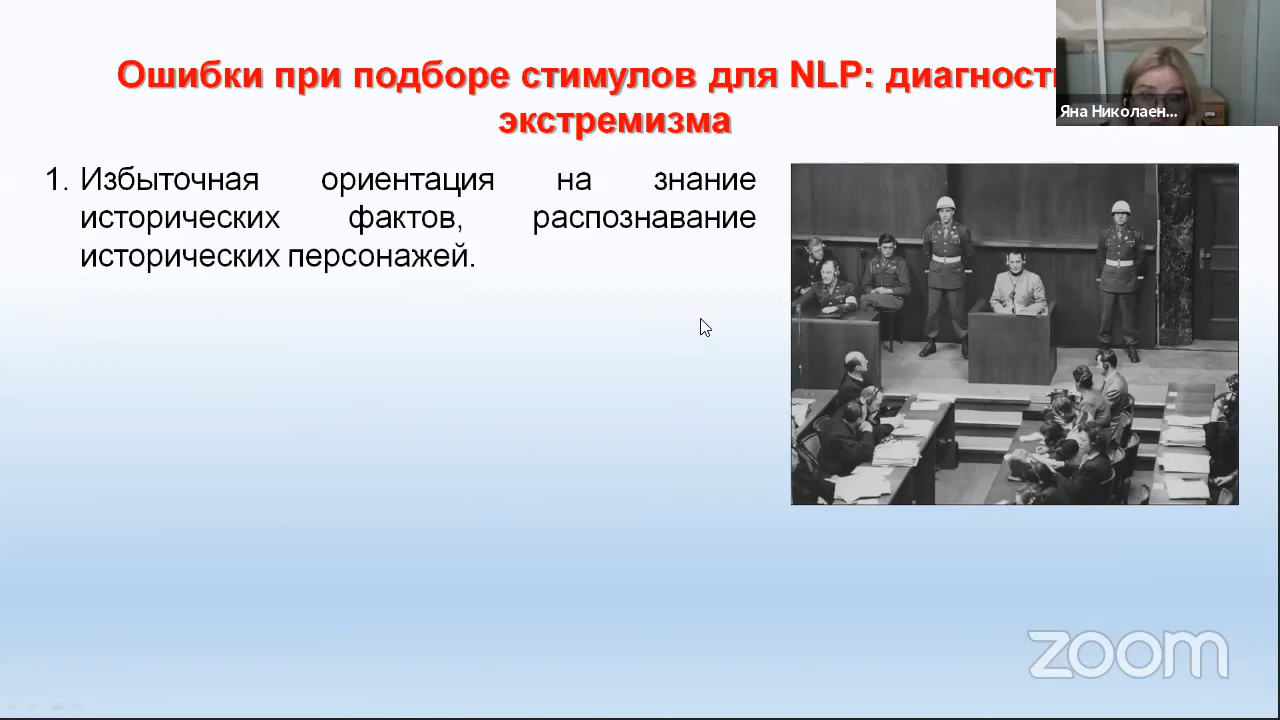 Ошибки при подборе стимулов для NLP: диагност
экстремизма
Яна Николаен...
1. Избыточная ориентация на знание
исторических фактов, распознавание
исторических персонажей.
zoom